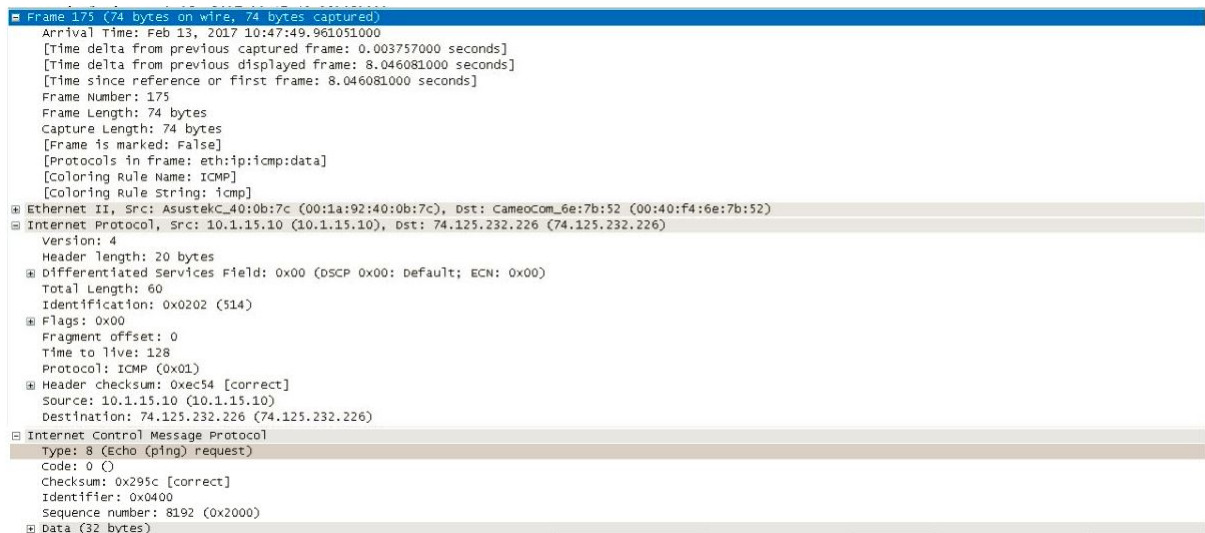 Frame 175 (74 bytes on wire, 74 bytes captured)
Arrival Time: Feb 13, 2017 10:47:49.961051000
[Time delta from previous captured frame: 0.003757000 seconds]
[Time delta from previous displayed frame: 8.046081000 seconds]
[Time since reference or first frame: 8.046081000 seconds]
Frame Number: 175
Frame Length: 74 bytes
Capture Length: 74 bytes
[Frame is marked: False]
[Protocols in frame: eth:ip:icmp:data]
[Coloring Rule Name: ICMP]
[Coloring Rule String: icmp]
Ethernet II, Src: AsustekC_40:0b:7c (00:1a:92:40:0b:7c), Dst: CameoCom_6e:7b:52 (00:40:f4:6e:7b:52)
Internet Protocol, Src: 10.1.15.10 (10.1.15.10), Dst: 74.125.232.226 (74.125.232.226)
Version: 4
Header length: 20 bytes
Differentiated Services Field: 0x00 (DSCP 0x00: Default; ECN: 0x00)
Total Length: 60
Identification: 0x0202 (514)
Flags: 0x00
Fragment offset: 0
Time to live: 128
Protocol: ICMP (0x01)
Header checksum: 0xec54 [correct]
Source: 10.1.15.10 (10.1.15.10)
Destination: 74.125.232.226 (74.125.232.226)
Internet Control Message Protocol
Type: 8 (Echo (ping) request)
Code: 0 ()
Checksum: 0x295c [correct]
Identifier: 0x0400
Sequence number: 8192 (0x2000)
Data (32 bytes)